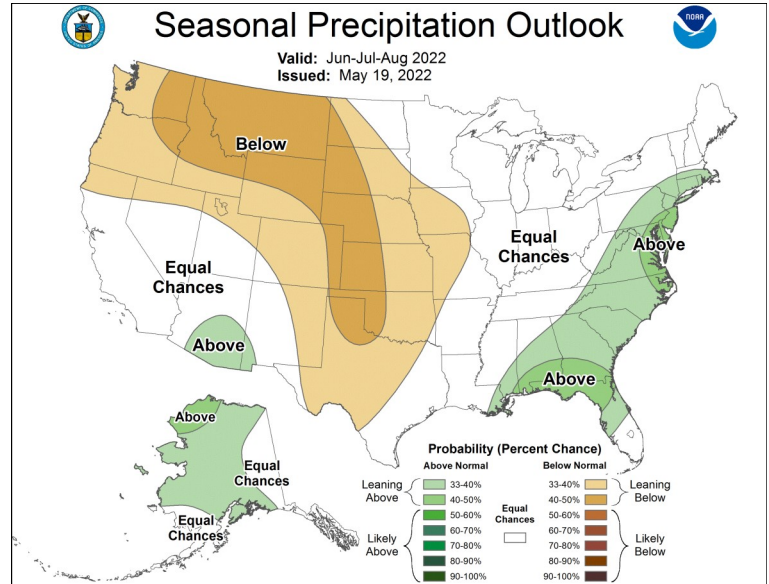 Seasonal Precipitation Outlook
NOAA
Valid: Jun-Jul-Aug 2022
Issued: May 19, 2022
Below
Equal
Chances
Above
Equal
Chances
Above
Above
Above
Equal
Chances
Equal
Chances
Probability (Percent Chance)
Above Normal
Below Normal
Leaning
Above
33-40%
40-50%
Likely
Above
50-60%
60-70%
70-80%
80-90%
90-100%
Equal
Chances
33-40%
40-50%
Leaning
Below
50-60%
60-70%
70-80%
80-90%
90-100%
Likely
Below